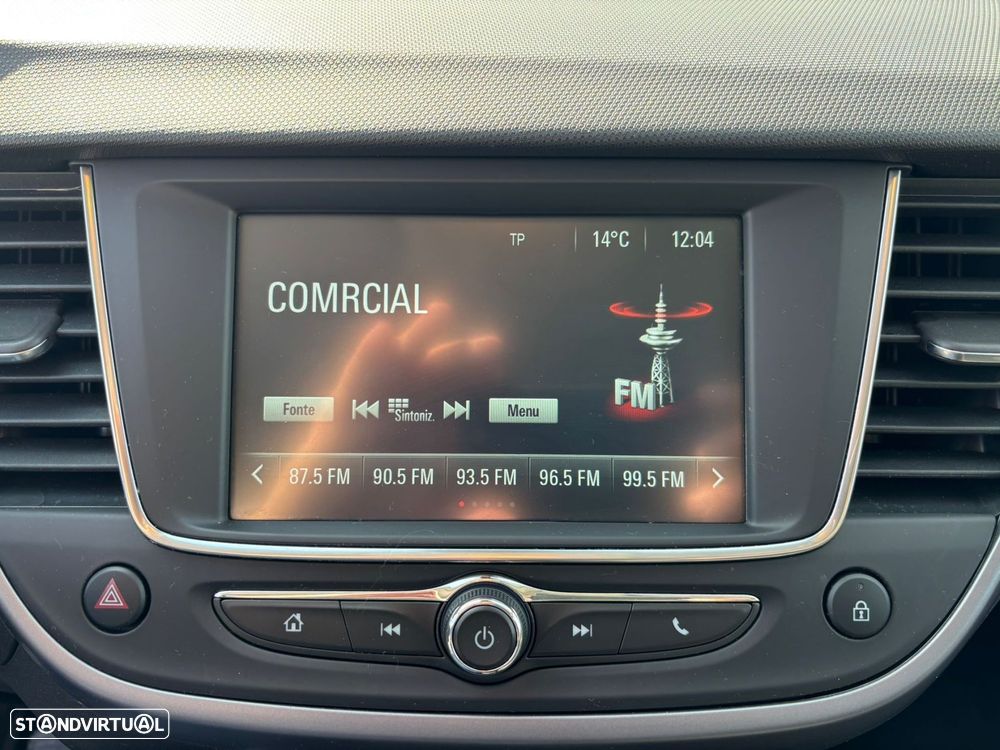 TP 14°C 12:04
COMRCIAL
FM
Fonte Sintoniz. Menu
87.5 FM 90.5 FM 93.5 FM 96.5 FM 99.5 FM
STANDVIRTUAL